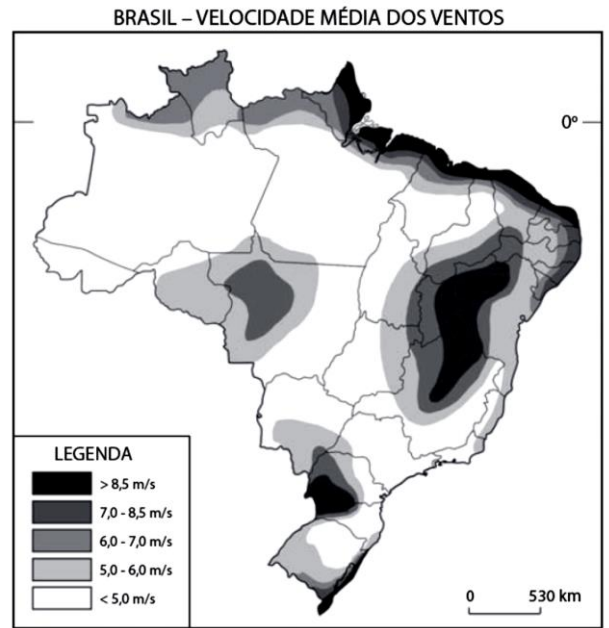 BRASIL – VELOCIDADE MÉDIA DOS VENTOS
0º
LEGENDA
> 8,5 m/s
7,0 - 8,5 m/s
6,0 - 7,0 m/s
5,0 - 6,0 m/s
< 5,0 m/s
0 530 km